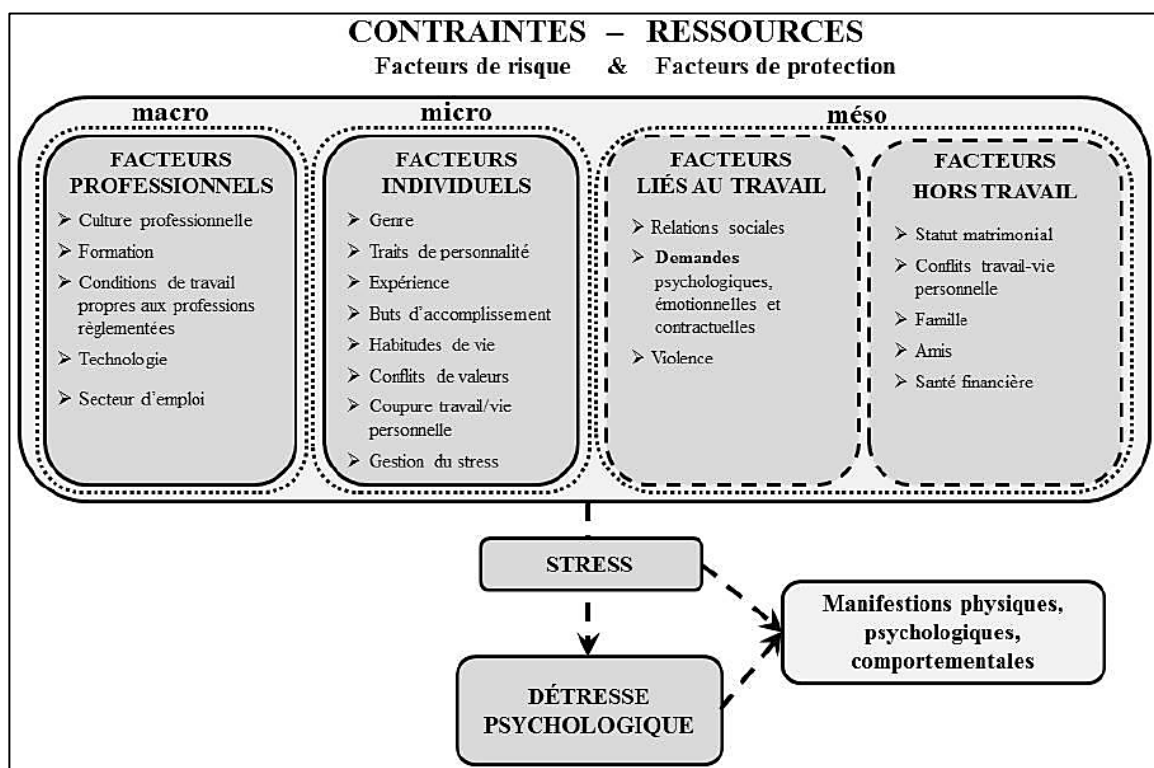 CONTRAINTES – RESSOURCES
Facteurs de risque & Facteurs de protection
macro
FACTEURS
PROFESSIONNELS
➢ Culture professionnelle
➢ Formation
➢ Conditions de travail
propres aux professions
règlementées
➢ Technologie
➢ Secteur d'emploi
micro
FACTEURS
INDIVIDUELS
➢ Genre
➢ Traits de personnalité
➢ Expérience
➢ Buts d'accomplissement
➢ Habitudes de vie
➢ Conflits de valeurs
➢ Coupure travail/vie
personnelle
➢ Gestion du stress
méso
FACTEURS
LIÉS AU TRAVAIL
➢ Relations sociales
➢ Demandes
psychologiques,
émotionnelles et
contractuelles
➢ Violence
FACTEURS
HORS TRAVAIL
➢ Statut matrimonial
➢ Conflits travail-vie
personnelle
➢ Famille
➢ Amis
➢ Santé financière
STRESS
Manifestions physiques,
psychologiques,
comportementales
DÉTRESSE
PSYCHOLOGIQUE